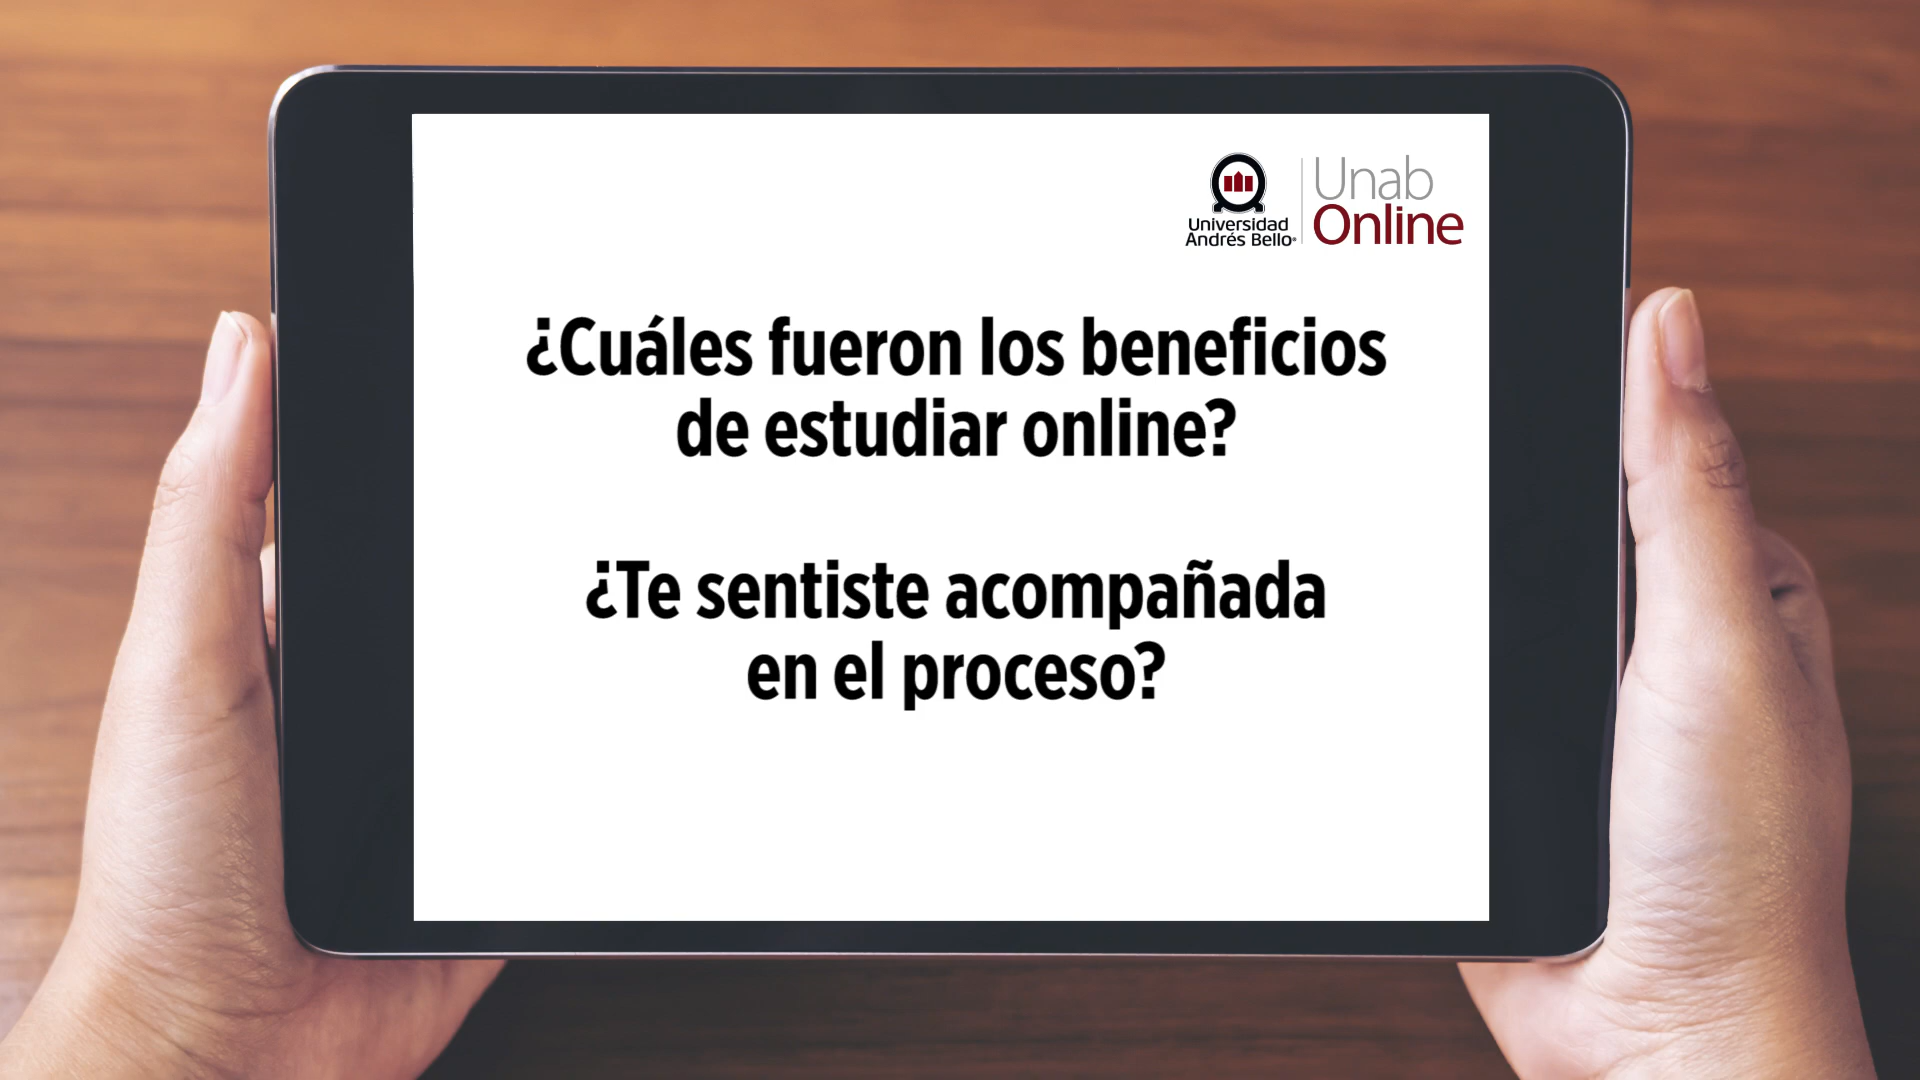 Universidad
Andrés Bello®
Unab
Online
¿Cuáles fueron los beneficios
de estudiar online?
¿Te sentiste acompañada
en el proceso?